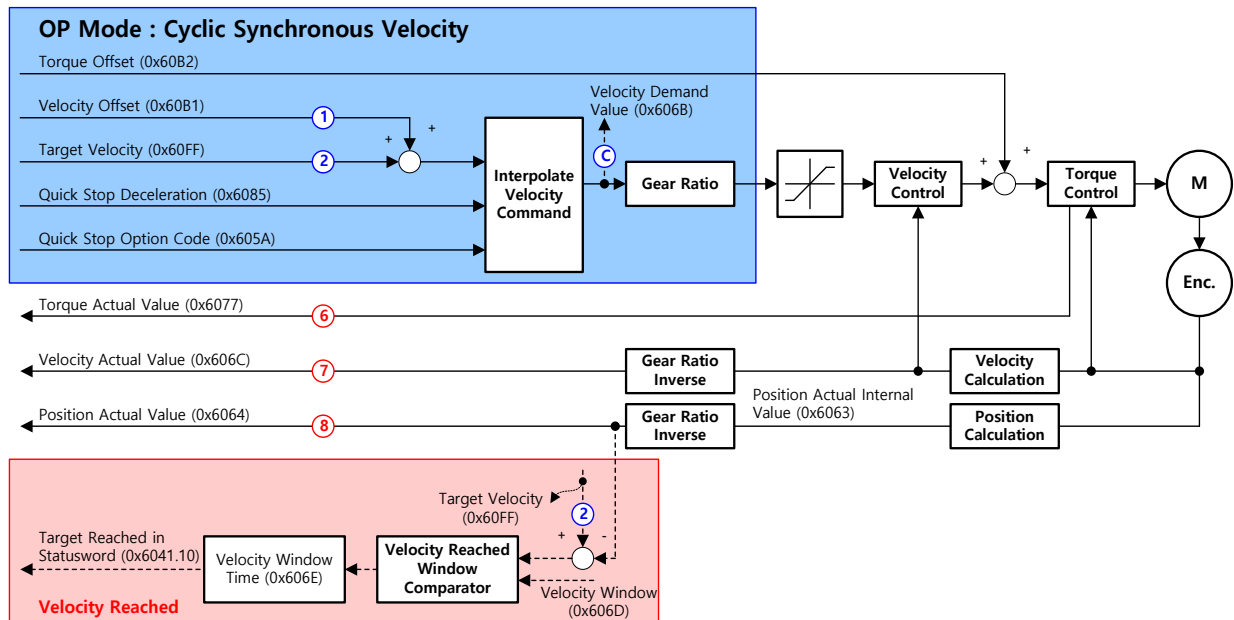 OP Mode : Cyclic Synchronous Velocity
Torque Offset (0x60B2)
Velocity Offset (0x60B1)
1
+
+
Target Velocity (0x60FF)
2
Quick Stop Deceleration (0x6085)
Quick Stop Option Code (0x605A)
Interpolate
Velocity
Command
Velocity Demand
Value (0x606B)
C
Gear Ratio
Velocity
Control
+
+
Torque
Control
M
Enc.
Torque Actual Value (0x6077)
6
Velocity Actual Value (0x606C)
7
Gear Ratio
Inverse
Velocity
Calculation
Position Actual Value (0x6064)
8
Gear Ratio
Inverse
Position Actual Internal
Value (0x6063)
Position
Calculation
Target Velocity
(0x60FF)
2
+
-
Target Reached in
Statusword (0x6041.10)
Velocity Window
Time (0x606E)
Velocity Reached
Window
Comparator
Velocity Window
(0x606D)
Velocity Reached